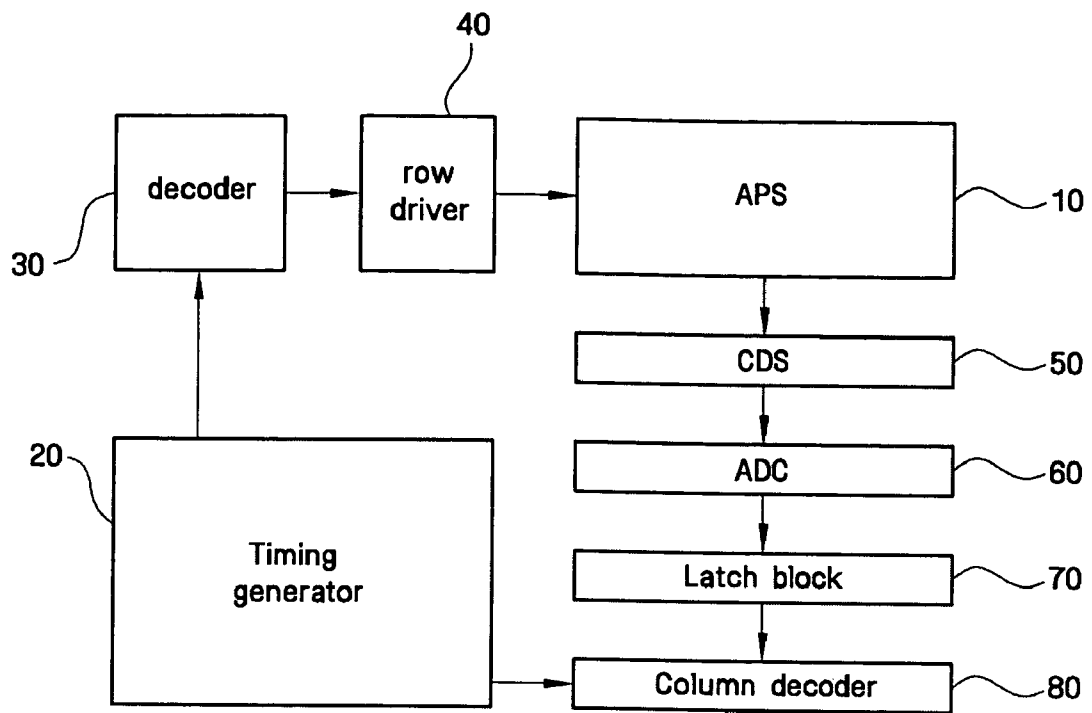 40
decoder
row
driver
APS
10
30
CDS
50
20
ADC
60
Timing
generator
Latch block
70
Column decoder
80